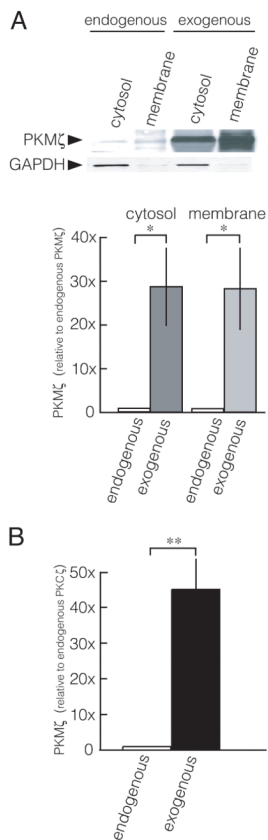 A
endogenous exogenous
cytosol membrane cytosol membrane
PKMζ
GAPDH
cytosol membrane
* *
PKMζ (relative to endogenous PKMζ)
40x
30x
20x
10x
0
endogenous exogenous endogenous exogenous
B
**
PKMζ (relative to endogenous PKCζ)
50x
40x
30x
20x
10x
0
endogenous exogenous